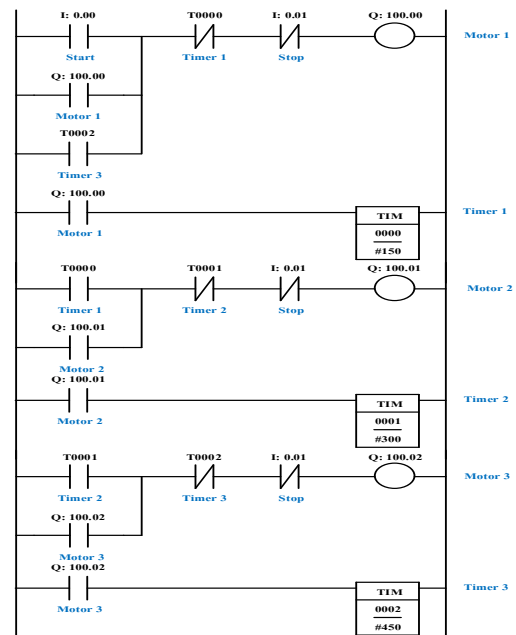 I: 0.00 T0000 I: 0.01 Q: 100.00
Motor 1
Start Timer 1 Stop
Q: 100.00
Motor 1
T0002
Timer 3
Q: 100.00
Motor 1
TIM
0000
#150
Timer 1
T0000 T0001 I: 0.01 Q: 100.01
Motor 2
Timer 1 Timer 2 Stop
Q: 100.01
Motor 2
Q: 100.01
Motor 2
TIM
0001
#300
Timer 2
T0001 T0002 I: 0.01 Q: 100.02
Motor 3
Timer 2 Timer 3 Stop
Q: 100.02
Motor 3
Q: 100.02
Motor 3
TIM
0002
#450
Timer 3